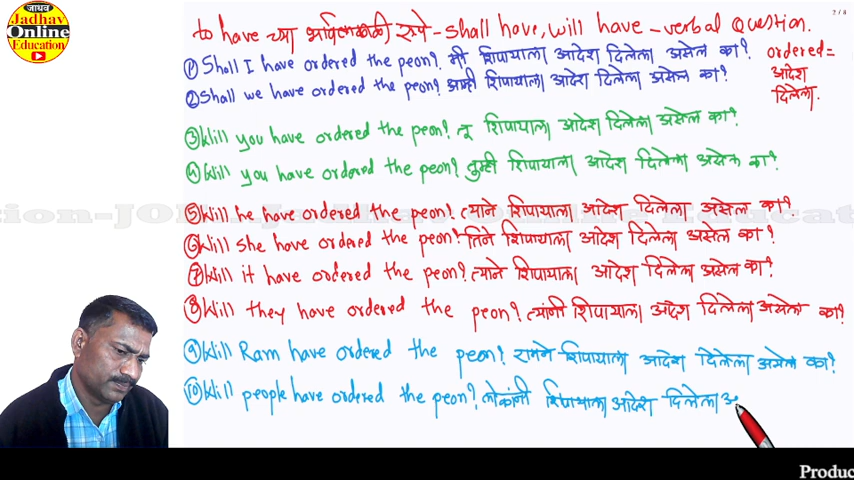 जाधव
Jadhav
Online
Education
2 / 8
to have च्या भविष्यकाळी रुपे - Shall have, will have - verbal Question.
① Shall I have ordered the peon? मी शिपायाला आदेश दिलेला असेल का?
② Shall we have ordered the peon? आम्ही शिपायाला आदेश दिलेला असेल का?
ordered =
आदेश
दिलेला.
③ Will you have ordered the peon? तू शिपायाला आदेश दिलेला असेल का?
④ Will you have ordered the peon? तुम्ही शिपायाला आदेश दिलेला असेल का?
⑤ Will he have ordered the peon? त्याने शिपायाला आदेश दिलेला असेल का?
⑥ Will she have ordered the peon? तिने शिपायाला आदेश दिलेला असेल का?
⑦ Will it have ordered the peon? त्याने शिपायाला आदेश दिलेला असेल का?
⑧ Will they have ordered the peon? त्यांनी शिपायाला आदेश दिलेला असेल का?
⑨ Will Ram have ordered the peon? रामने शिपायाला आदेश दिलेला असेल का?
⑩ Will people have ordered the peon? लोकांनी शिपायाला आदेश दिलेला अ
Produc